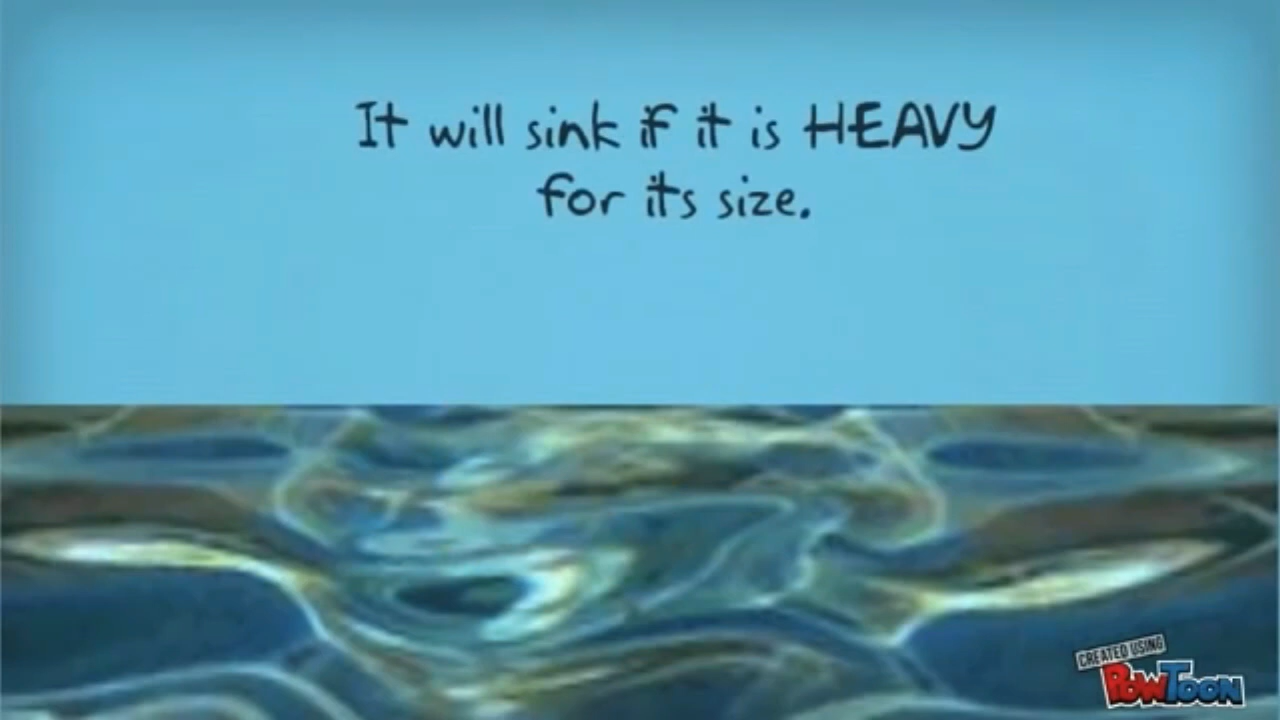 It will sink if it is HEAVY
for its size.
CREATED USING
POWTOON